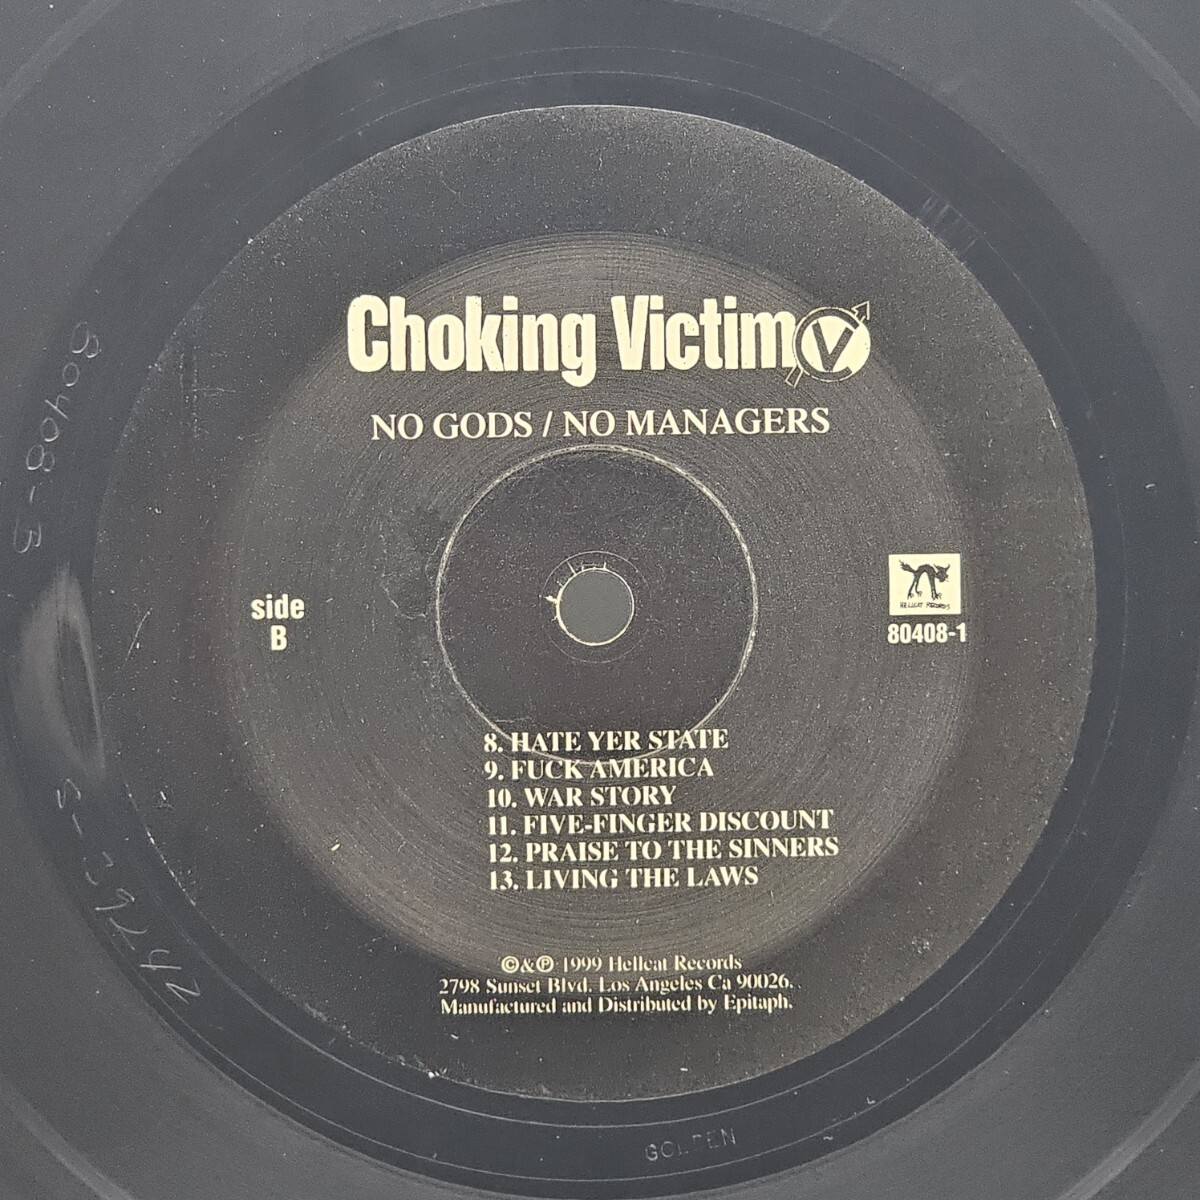 Choking Victim V
NO GODS / NO MANAGERS
side
B
HELLCAT RECORDS
80408-1
8. HATE YER STATE
9. FUCK AMERICA
10. WAR STORY
11. FIVE-FINGER DISCOUNT
12. PRAISE TO THE SINNERS
13. LIVING THE LAWS
©&℗ 1999 Hellcat Records
2798 Sunset Blvd. Los Angeles Ca 90026.
Manufactured and Distributed by Epitaph.
80408-B
GOLDEN